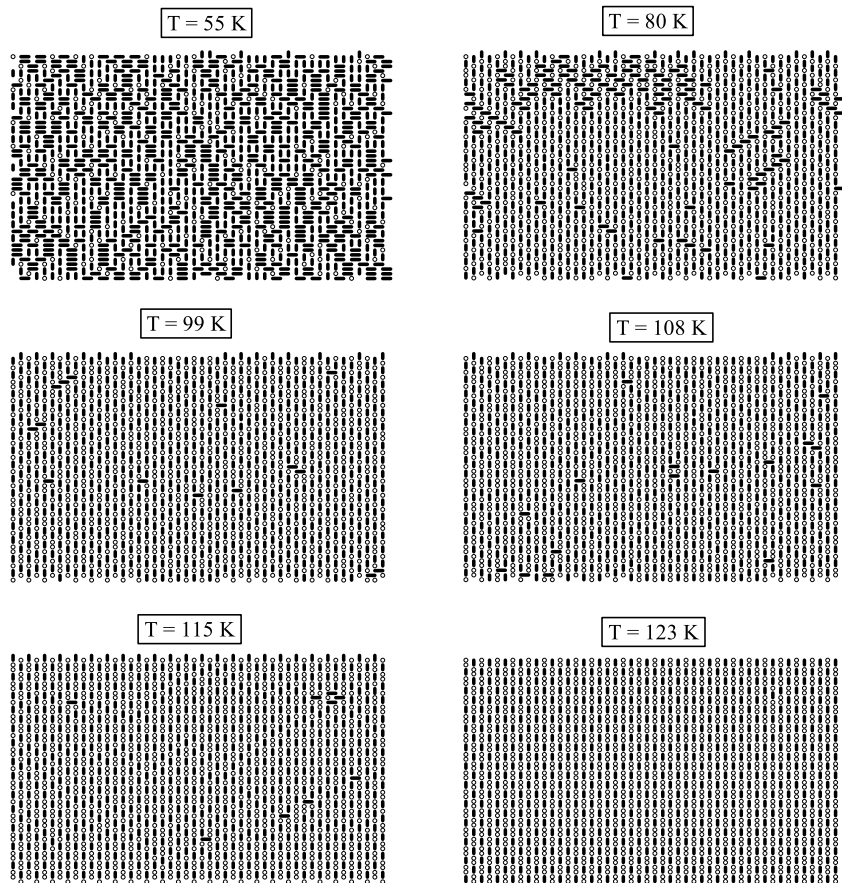 T = 55 K
T = 80 K
T = 99 K
T = 108 K
T = 115 K
T = 123 K